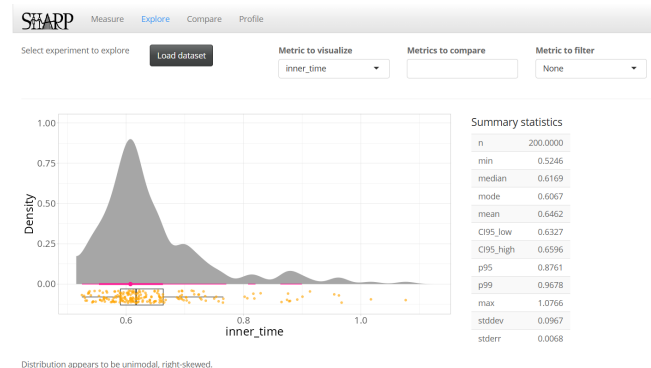 SHARP Measure Explore Compare Profile
Select experiment to explore Load dataset Metric to visualize Metrics to compare Metric to filter
inner_time None
Summary statistics
n 200.0000
min 0.5246
median 0.6169
mode 0.6067
mean 0.6462
CI95_low 0.6327
CI95_high 0.6596
p95 0.8761
p99 0.9678
max 1.0766
stddev 0.0967
stderr 0.0068
1.00
0.75
0.50
0.25
0.00
Density
0.6 0.8 1.0
inner_time
Distribution appears to be unimodal, right-skewed.